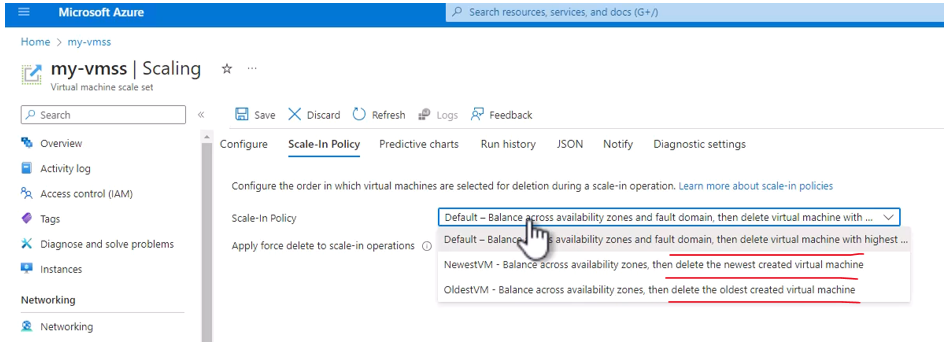 Microsoft Azure
Search resources, services, and docs (G+/)
Home > my-vmss
my-vmss | Scaling
Virtual machine scale set
Search
Save
Discard
Refresh
Logs
Feedback
Overview
Activity log
Access control (IAM)
Tags
Diagnose and solve problems
Instances
Networking
Networking
Configure
Scale-In Policy
Predictive charts
Run history
JSON
Notify
Diagnostic settings
Configure the order in which virtual machines are selected for deletion during a scale-in operation. Learn more about scale-in policies
Scale-In Policy
Default – Balance across availability zones and fault domain, then delete virtual machine with ...
Apply force delete to scale-in operations
Default – Balance availability zones and fault domain, then delete virtual machine with highest ...
NewestVM - Balance across availability zones, then delete the newest created virtual machine
OldestVM - Balance across availability zones, then delete the oldest created virtual machine